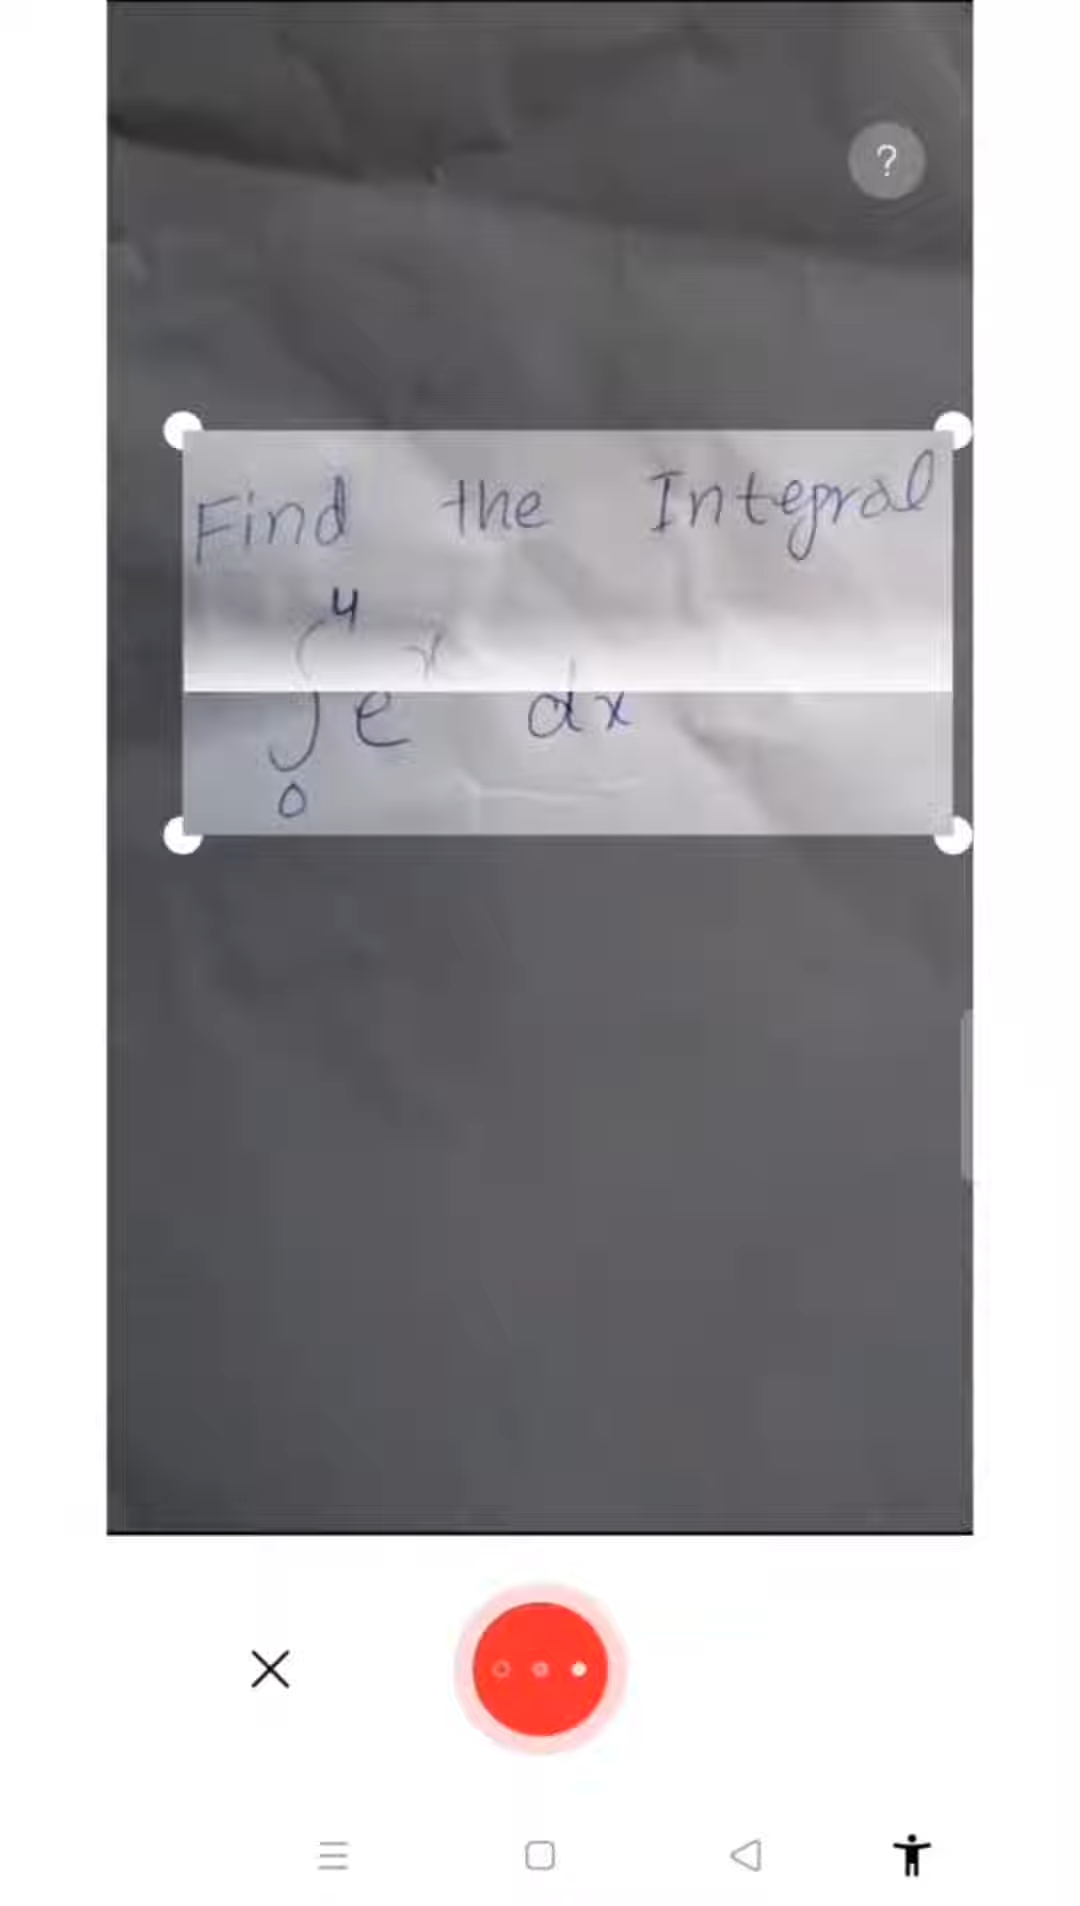 ?
Find the Integral
∫₀⁴ eˣ dx